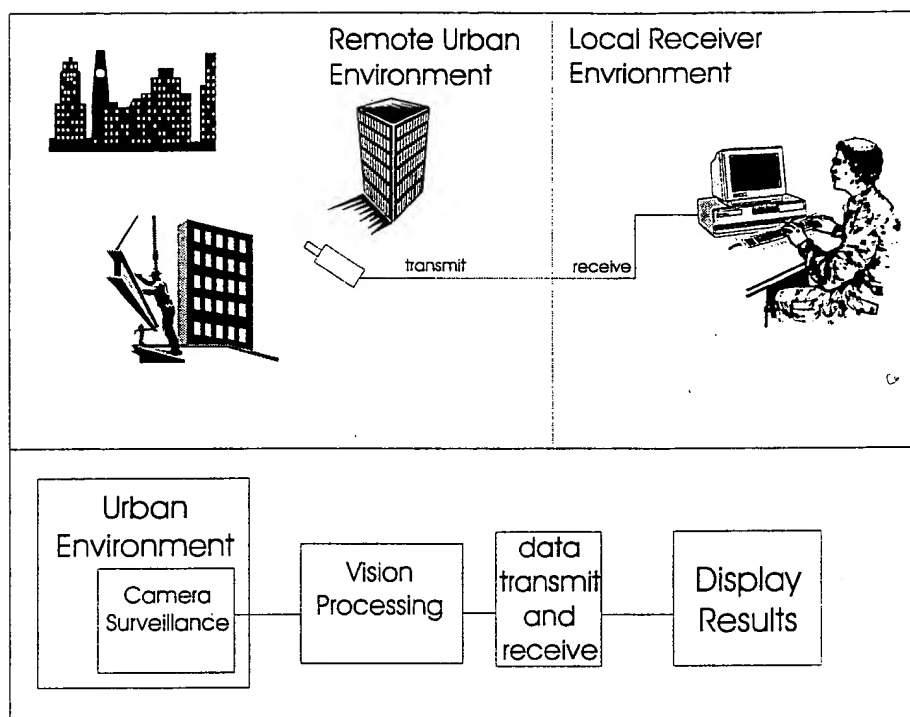 Remote Urban
Environment
Local Receiver
Envrionment
transmit
receive
Urban
Environment
Camera
Surveillance
Vision
Processing
data
transmit
and
receive
Display
Results